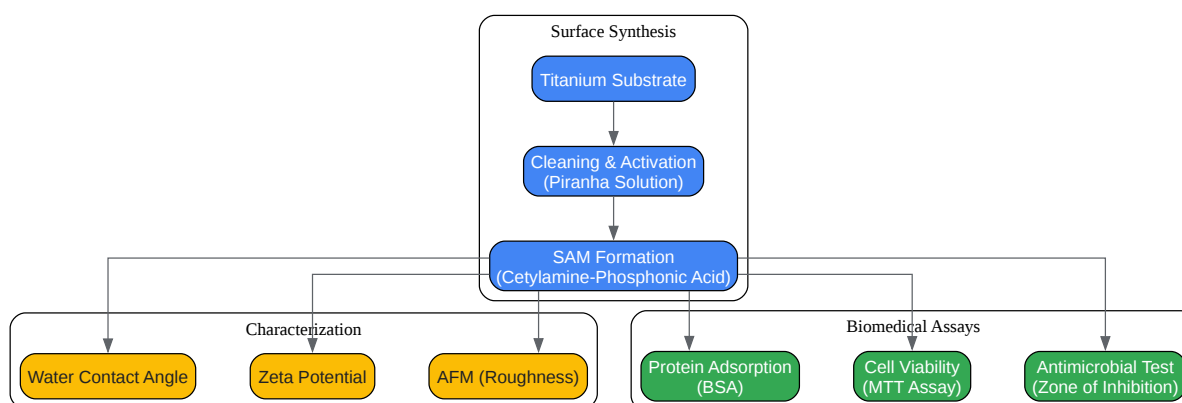 Surface Synthesis
Titanium Substrate
Cleaning & Activation
(Piranha Solution)
SAM Formation
(Cetylamine-Phosphonic Acid)
Characterization
Water Contact Angle
Zeta Potential
AFM (Roughness)
Biomedical Assays
Protein Adsorption
(BSA)
Cell Viability
(MTT Assay)
Antimicrobial Test
(Zone of Inhibition)